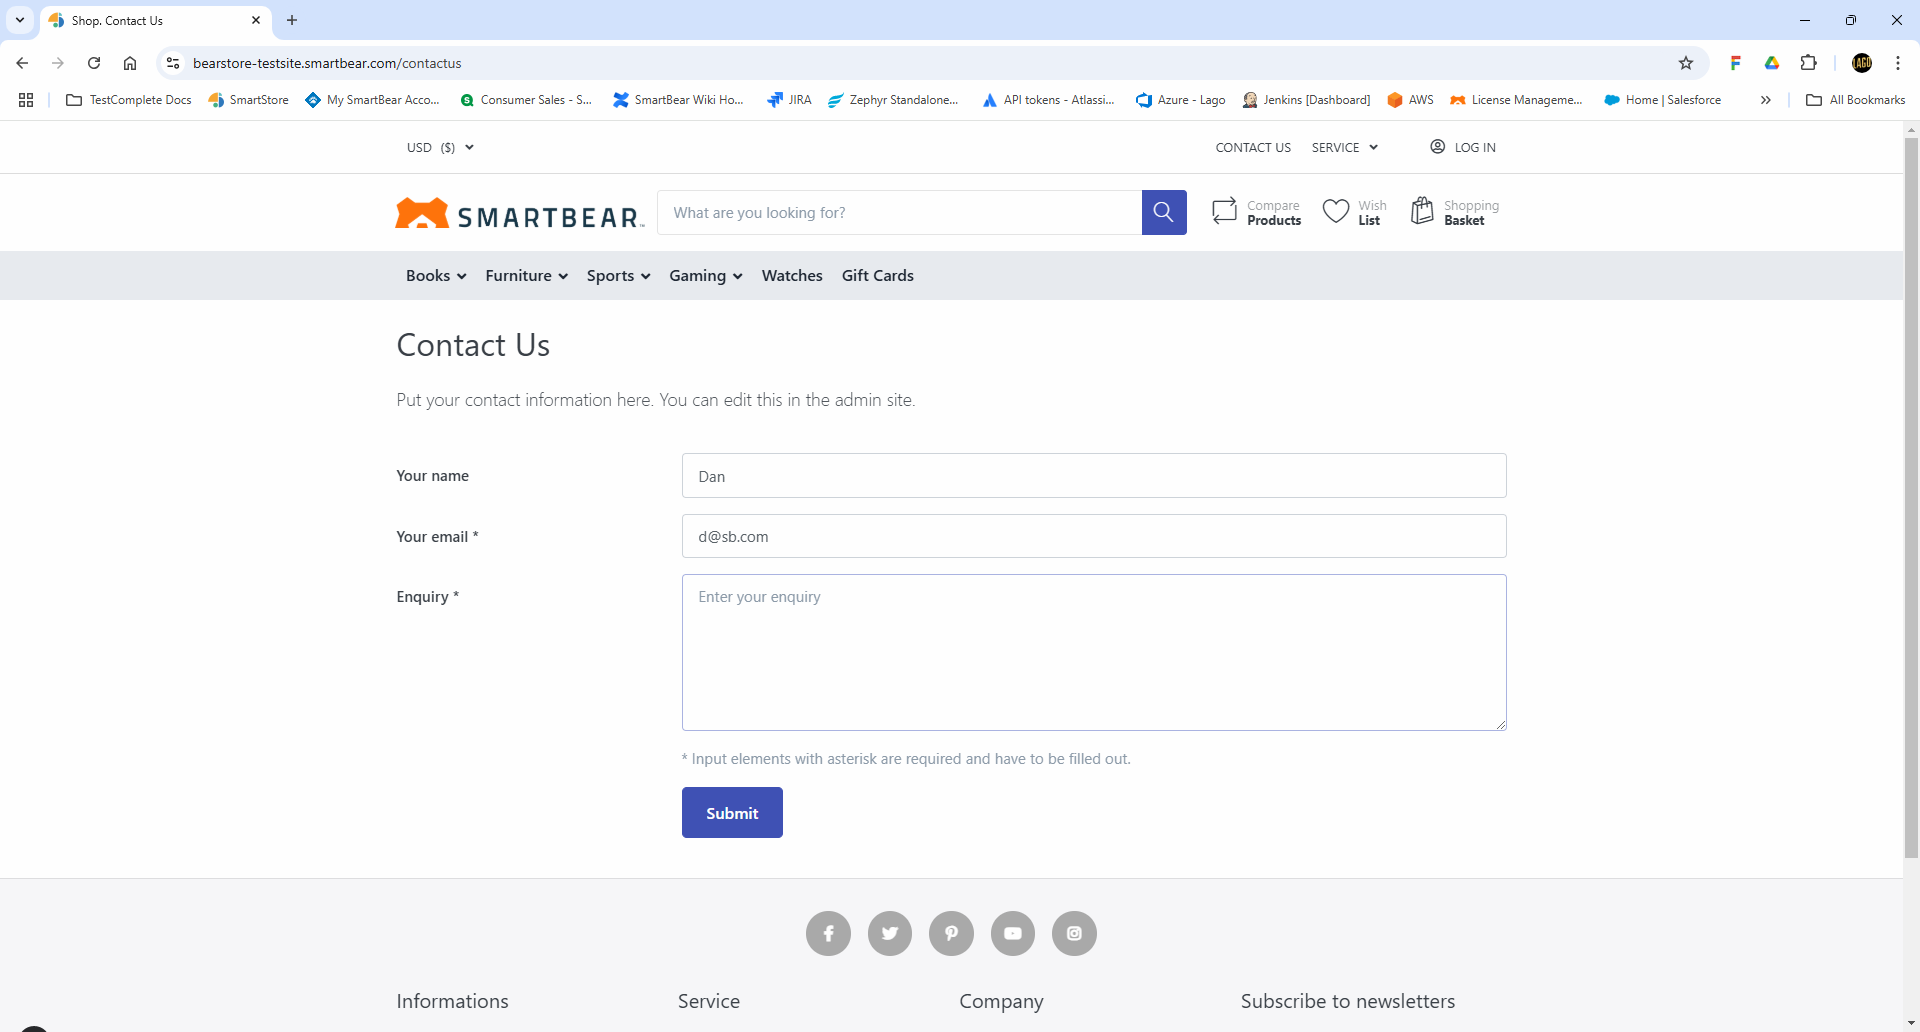 Shop. Contact Us
bearstore-testsite.smartbear.com/contactus
TestComplete Docs SmartStore My SmartBear Acco... Consumer Sales - S... SmartBear Wiki Ho... JIRA Zephyr Standalone... API tokens - Atlassi... Azure - Lago Jenkins [Dashboard] AWS License Manageme... Home | Salesforce All Bookmarks
USD ($) CONTACT US SERVICE LOG IN
SMARTBEAR What are you looking for? Compare Products Wish List Shopping Basket
Books Furniture Sports Gaming Watches Gift Cards
Contact Us
Put your contact information here. You can edit this in the admin site.
Your name Dan
Your email * d@sb.com
Enquiry * Enter your enquiry
* Input elements with asterisk are required and have to be filled out.
Submit
Informations Service Company Subscribe to newsletters